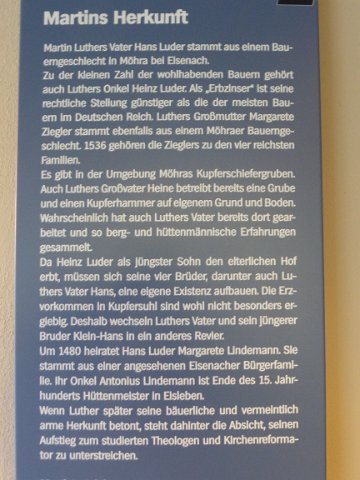 Martins Herkunft
Martin Luthers Vater Hans Luder stammt aus einem Bau-
erngeschlecht in Möhra bei Eisenach.
Zu der kleinen Zahl der wohlhabenden Bauern gehört
auch Luthers Onkel Heinz Luder. Als „Erbzinser“ ist seine
rechtliche Stellung günstiger als die der meisten Bau-
ern im Deutschen Reich. Luthers Großmutter Margarete
Ziegler stammt ebenfalls aus einem Möhraer Bauernge-
schlecht. 1536 gehören die Zieglers zu den vier reichsten
Familien.
Es gibt in der Umgebung Möhras Kupferschiefergruben.
Auch Luthers Großvater Heine betreibt bereits eine Grube
und einen Kupferhammer auf eigenem Grund und Boden.
Wahrscheinlich hat auch Luthers Vater bereits dort gear-
beitet und so berg- und hüttenmännische Erfahrungen
gesammelt.
Da Heinz Luder als jüngster Sohn den elterlichen Hof
erbt, müssen sich seine vier Brüder, darunter auch Lu-
thers Vater Hans, eine eigene Existenz aufbauen. Die Erz-
vorkommen in Kupfersuhl sind wohl nicht besonders er-
giebig. Deshalb wechseln Luthers Vater und sein jüngerer
Bruder Klein-Hans in ein anderes Revier.
Um 1480 heiratet Hans Luder Margarete Lindemann. Sie
stammt aus einer angesehenen Eisenacher Bürgerfami-
lie. Ihr Onkel Antonius Lindemann ist Ende des 15. Jahr-
hunderts Hüttenmeister in Eisleben.
Wenn Luther später seine bäuerliche und vermeintlich
arme Herkunft betont, steht dahinter die Absicht, seinen
Aufstieg zum studierten Theologen und Kirchenreforma-
tor zu unterstreichen.